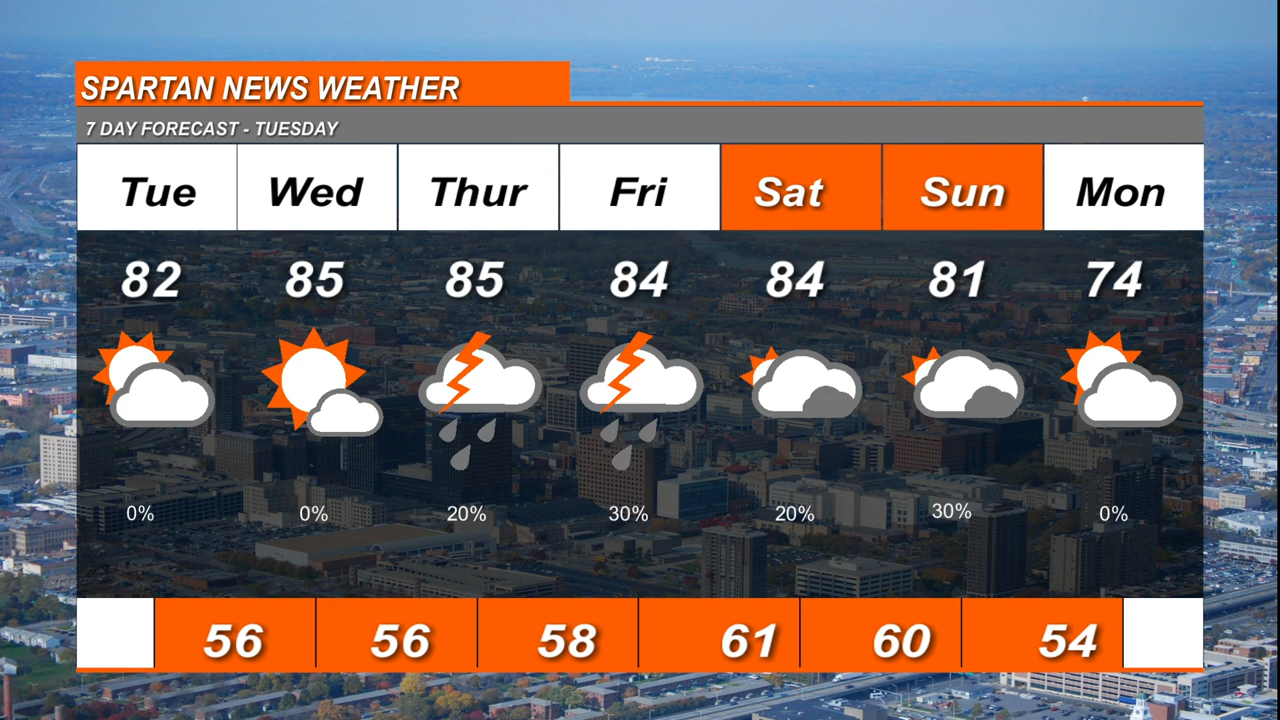 SPARTAN NEWS WEATHER
7 DAY FORECAST - TUESDAY
Tue Wed Thur Fri Sat Sun Mon
82 85 85 84 84 81 74
0% 0% 20% 30% 20% 30% 0%
56 56 58 61 60 54